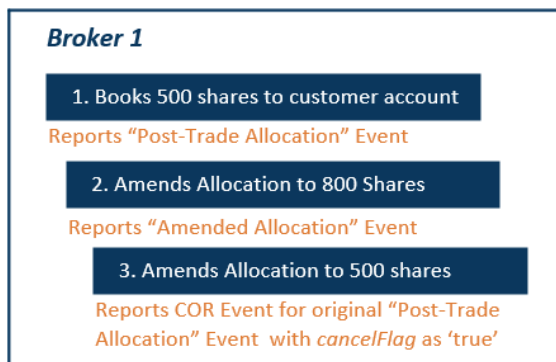 Broker 1
1. Books 500 shares to customer account
Reports “Post-Trade Allocation” Event
2. Amends Allocation to 800 Shares
Reports “Amended Allocation” Event
3. Amends Allocation to 500 shares
Reports COR Event for original “Post-Trade
Allocation” Event with cancelFlag as ‘true’